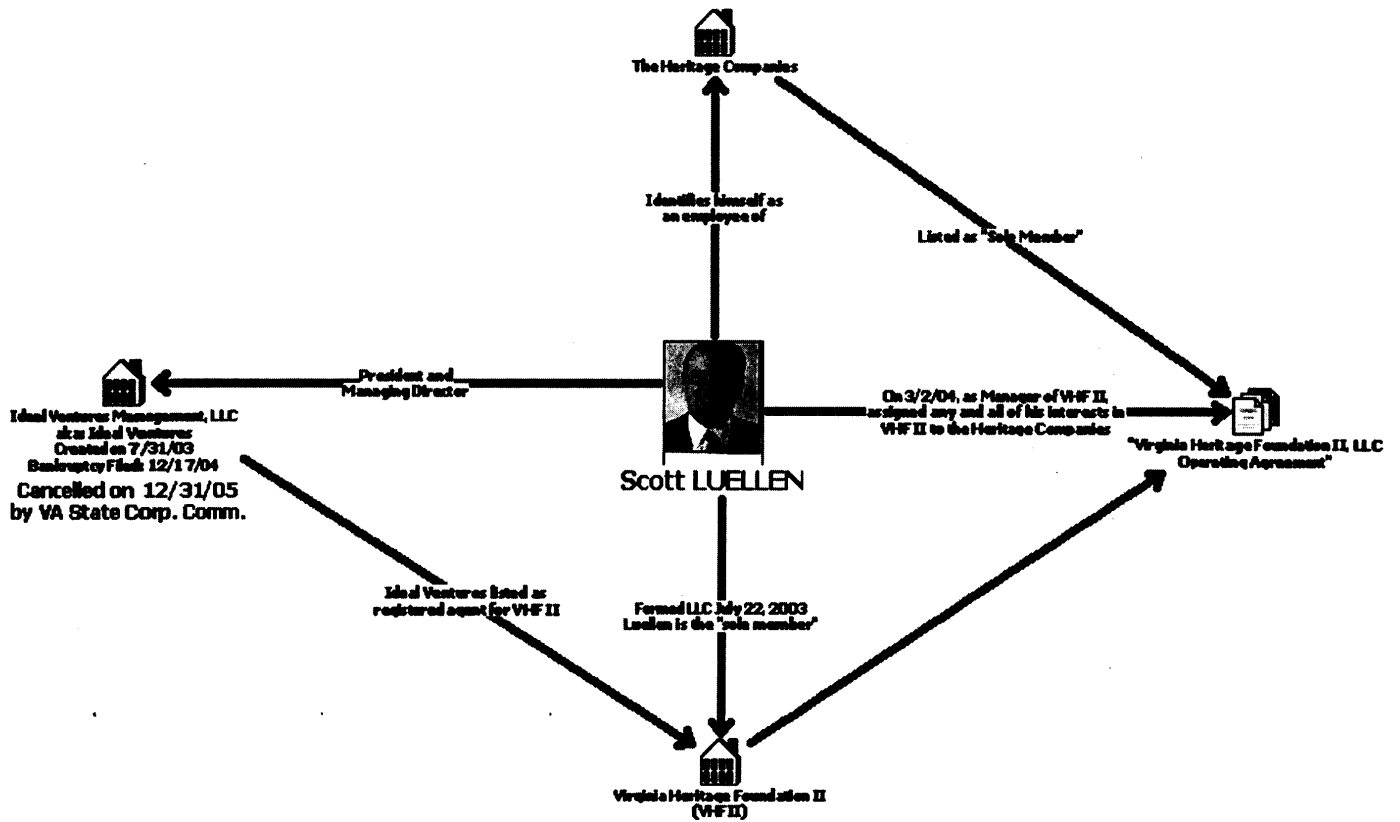 The Heritage Companies
Identifies himself as
an employee of
Listed as "Sole Member"
President and
Managing Director
Ideal Ventures Management, LLC
aka: Ideal Ventures
Created on 7/31/03
Bankruptcy Filed: 12/17/04
Cancelled on 12/31/05
by VA State Corp. Comm.
Scott LUELLEN
On 3/2/04, as Manager of VHF II,
assigned any and all of his interests in
VHF II to the Heritage Companies
"Virginia Heritage Foundation II, LLC
Operating Agreement"
Ideal Ventures listed as
registered agent for VHF II
Formed LLC July 22, 2003
Luellen is the "sole member"
Virginia Heritage Foundation II
(VHF II)